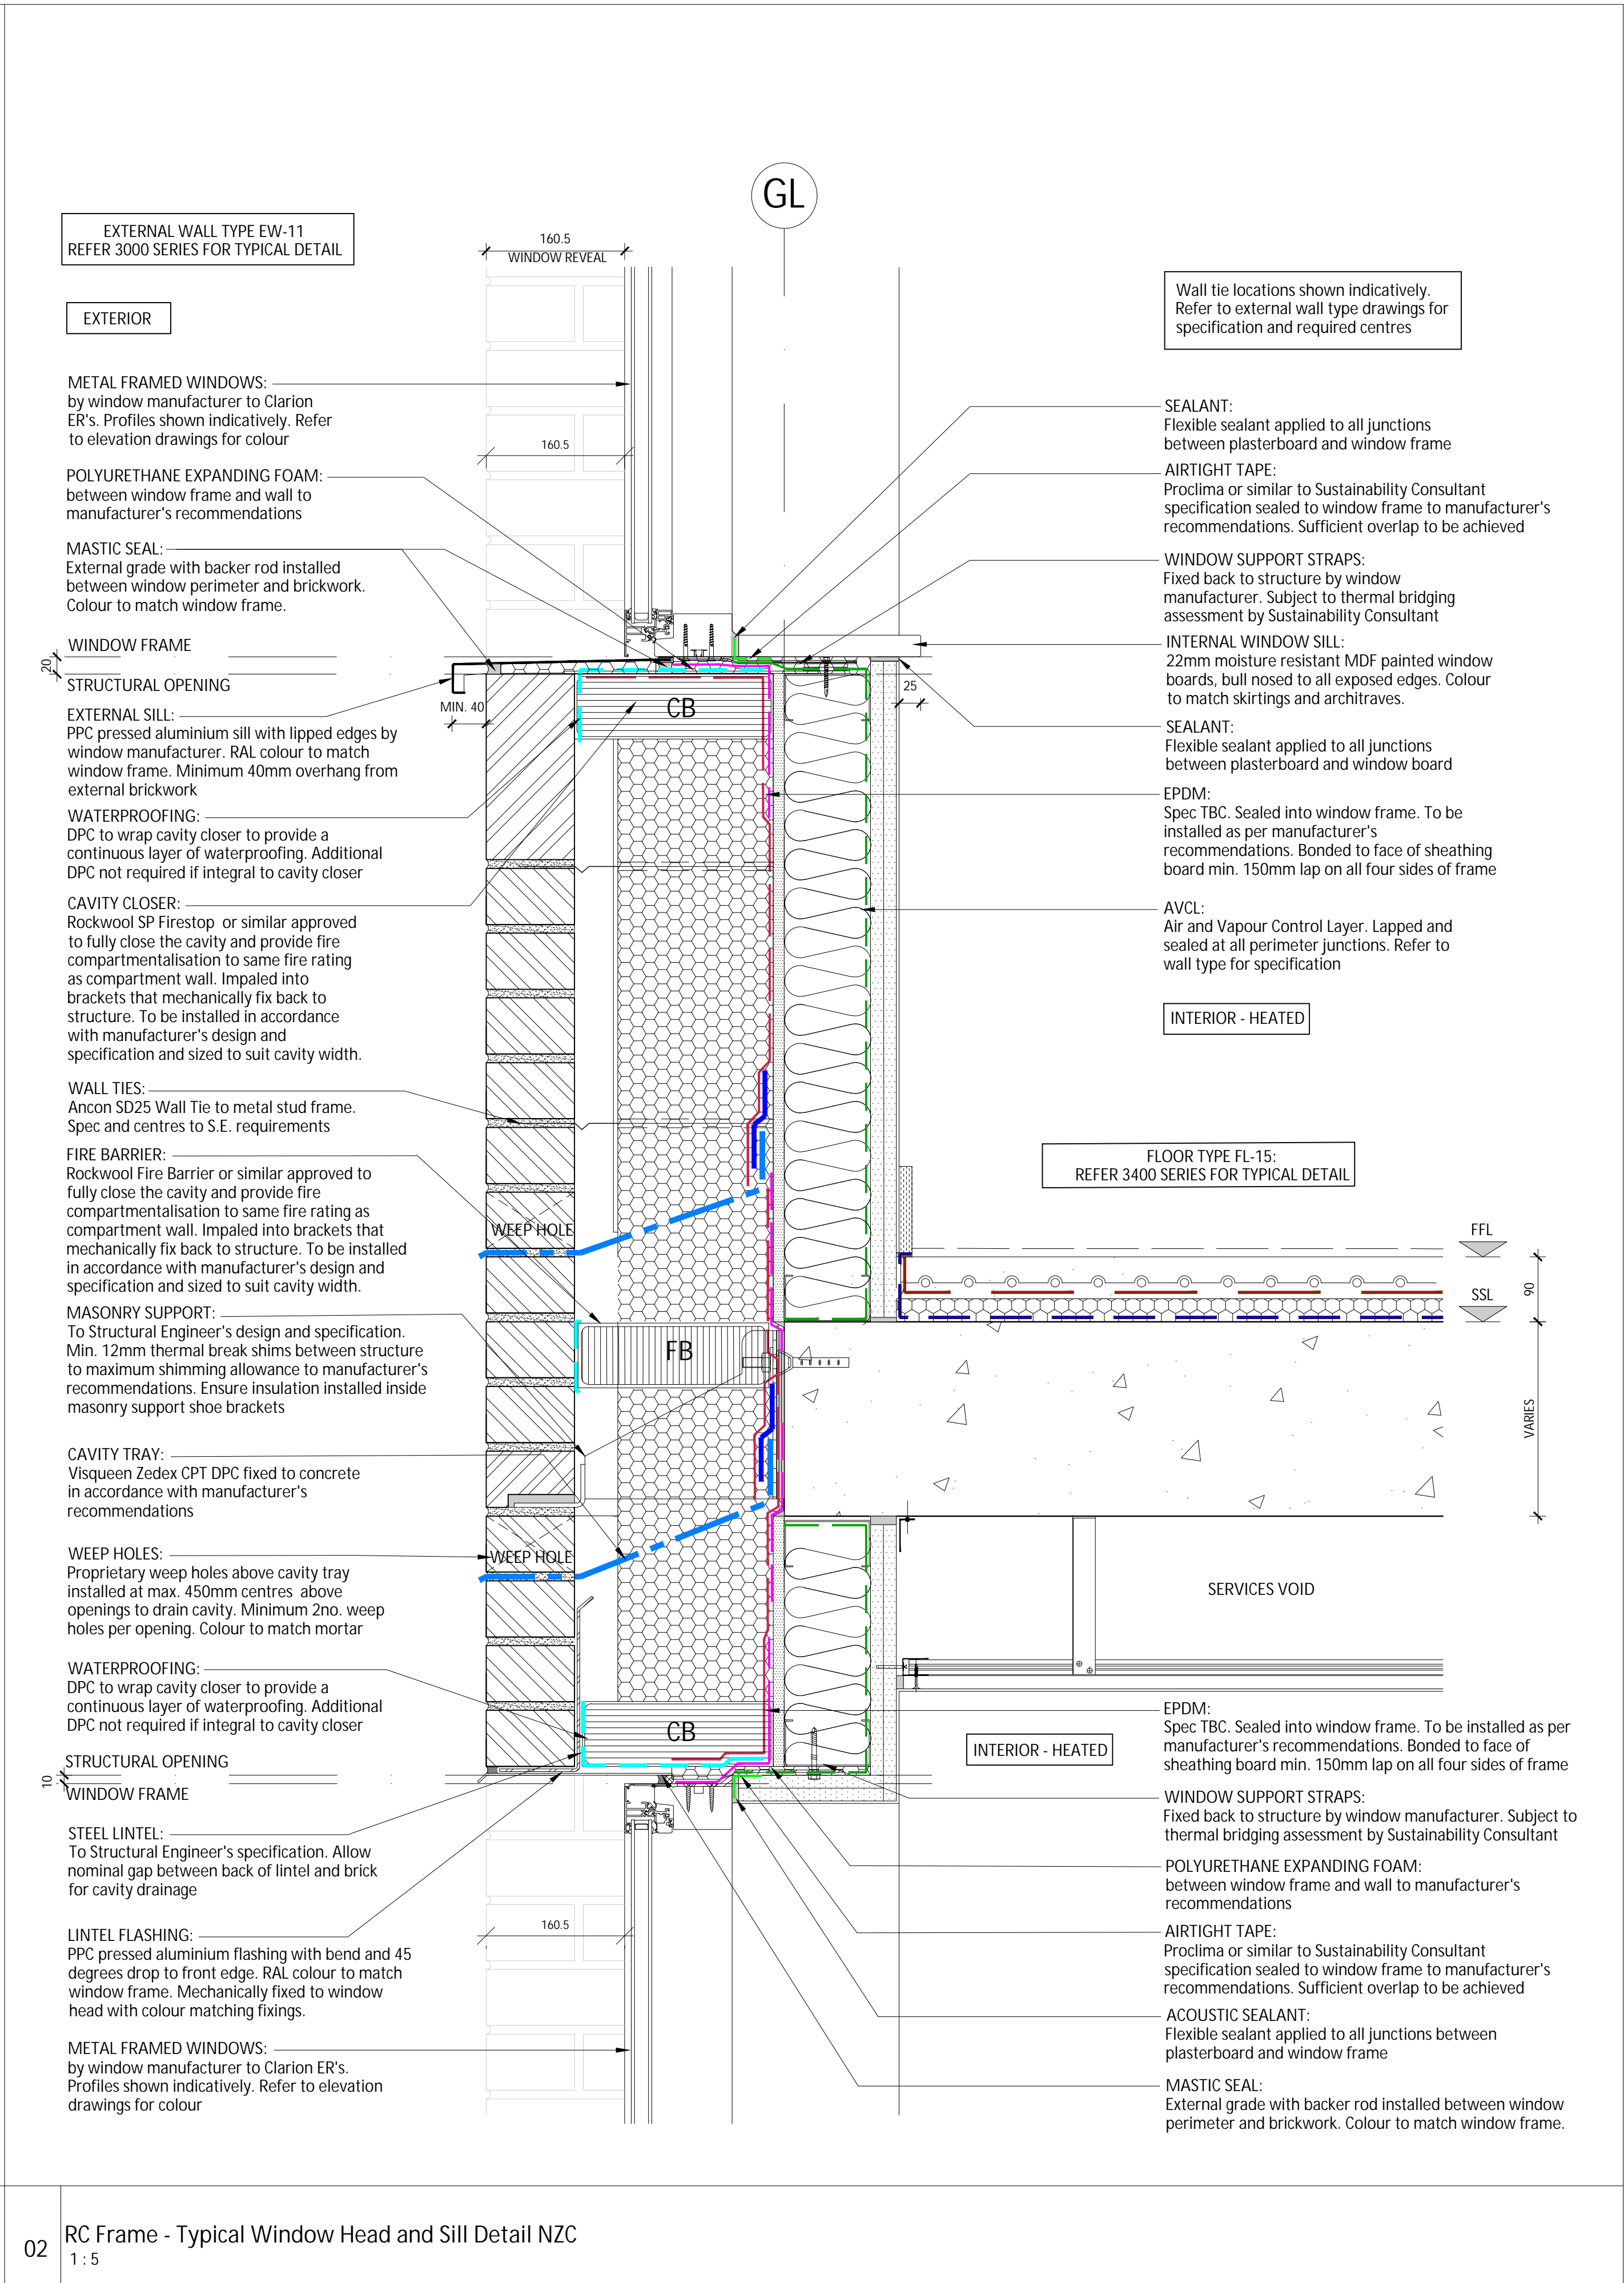 GL
EXTERNAL WALL TYPE EW-11
REFER 3000 SERIES FOR TYPICAL DETAIL
EXTERIOR
160.5
WINDOW REVEAL
Wall tie locations shown indicatively.
Refer to external wall type drawings for
specification and required centres
METAL FRAMED WINDOWS:
by window manufacturer to Clarion
ER's. Profiles shown indicatively. Refer
to elevation drawings for colour
160.5
POLYURETHANE EXPANDING FOAM:
between window frame and wall to
manufacturer's recommendations
MASTIC SEAL:
External grade with backer rod installed
between window perimeter and brickwork.
Colour to match window frame.
WINDOW FRAME
20
STRUCTURAL OPENING
EXTERNAL SILL:
PPC pressed aluminium sill with lipped edges by
window manufacturer. RAL colour to match
window frame. Minimum 40mm overhang from
external brickwork
MIN. 40
CB
25
WATERPROOFING:
DPC to wrap cavity closer to provide a
continuous layer of waterproofing. Additional
DPC not required if integral to cavity closer
CAVITY CLOSER:
Rockwool SP Firestop or similar approved
to fully close the cavity and provide fire
compartmentalisation to same fire rating
as compartment wall. Impaled into
brackets that mechanically fix back to
structure. To be installed in accordance
with manufacturer's design and
specification and sized to suit cavity width.
WALL TIES:
Ancon SD25 Wall Tie to metal stud frame.
Spec and centres to S.E. requirements
FIRE BARRIER:
Rockwool Fire Barrier or similar approved to
fully close the cavity and provide fire
compartmentalisation to same fire rating as
compartment wall. Impaled into brackets that
mechanically fix back to structure. To be installed
in accordance with manufacturer's design and
specification and sized to suit cavity width.
WEEP HOLE
MASONRY SUPPORT:
To Structural Engineer's design and specification.
Min. 12mm thermal break shims between structure
to maximum shimming allowance to manufacturer's
recommendations. Ensure insulation installed inside
masonry support shoe brackets
FB
CAVITY TRAY:
Visqueen Zedex CPT DPC fixed to concrete
in accordance with manufacturer's
recommendations
WEEP HOLES:
Proprietary weep holes above cavity tray
installed at max. 450mm centres above
openings to drain cavity. Minimum 2no. weep
holes per opening. Colour to match mortar
WEEP HOLE
WATERPROOFING:
DPC to wrap cavity closer to provide a
continuous layer of waterproofing. Additional
DPC not required if integral to cavity closer
CB
STRUCTURAL OPENING
10
WINDOW FRAME
STEEL LINTEL:
To Structural Engineer's specification. Allow
nominal gap between back of lintel and brick
for cavity drainage
LINTEL FLASHING:
PPC pressed aluminium flashing with bend and 45
degrees drop to front edge. RAL colour to match
window frame. Mechanically fixed to window
head with colour matching fixings.
160.5
METAL FRAMED WINDOWS:
by window manufacturer to Clarion ER's.
Profiles shown indicatively. Refer to elevation
drawings for colour
SEALANT:
Flexible sealant applied to all junctions
between plasterboard and window frame
AIRTIGHT TAPE:
Proclima or similar to Sustainability Consultant
specification sealed to window frame to manufacturer's
recommendations. Sufficient overlap to be achieved
WINDOW SUPPORT STRAPS:
Fixed back to structure by window
manufacturer. Subject to thermal bridging
assessment by Sustainability Consultant
INTERNAL WINDOW SILL:
22mm moisture resistant MDF painted window
boards, bull nosed to all exposed edges. Colour
to match skirtings and architraves.
SEALANT:
Flexible sealant applied to all junctions
between plasterboard and window board
EPDM:
Spec TBC. Sealed into window frame. To be
installed as per manufacturer's
recommendations. Bonded to face of sheathing
board min. 150mm lap on all four sides of frame
AVCL:
Air and Vapour Control Layer. Lapped and
sealed at all perimeter junctions. Refer to
wall type for specification
INTERIOR - HEATED
FLOOR TYPE FL-15:
REFER 3400 SERIES FOR TYPICAL DETAIL
FFL
90
SSL
VARIES
SERVICES VOID
INTERIOR - HEATED
EPDM:
Spec TBC. Sealed into window frame. To be installed as per
manufacturer's recommendations. Bonded to face of
sheathing board min. 150mm lap on all four sides of frame
WINDOW SUPPORT STRAPS:
Fixed back to structure by window manufacturer. Subject to
thermal bridging assessment by Sustainability Consultant
POLYURETHANE EXPANDING FOAM:
between window frame and wall to manufacturer's
recommendations
AIRTIGHT TAPE:
Proclima or similar to Sustainability Consultant
specification sealed to window frame to manufacturer's
recommendations. Sufficient overlap to be achieved
ACOUSTIC SEALANT:
Flexible sealant applied to all junctions between
plasterboard and window frame
MASTIC SEAL:
External grade with backer rod installed between window
perimeter and brickwork. Colour to match window frame.
02
RC Frame - Typical Window Head and Sill Detail NZC
1 : 5